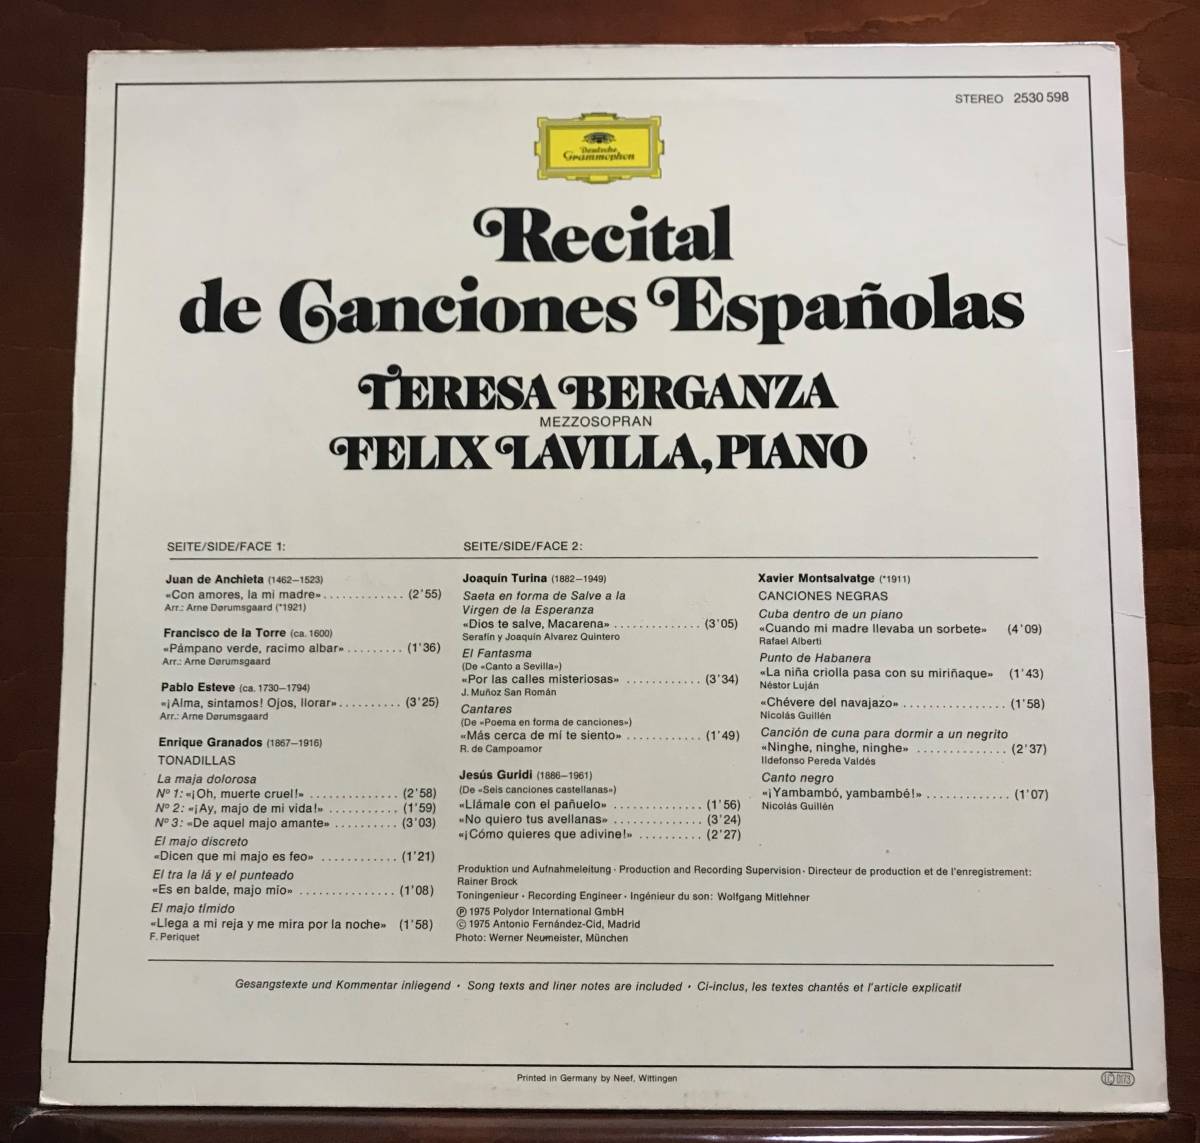 STEREO 2530 598
Deutsche
Grammophon
Recital
de Canciones Españolas
TERESA BERGANZA
MEZZOSOPRAN
FELIX LAVILLA, PIANO
SEITE/SIDE/FACE 1:
Juan de Anchieta (1462–1523)
«Con amores, la mi madre» . . . . . . . . . . . . (2'55)
Arr.: Arne Dørumsgaard (*1921)
Francisco de la Torre (ca. 1600)
«Pámpano verde, racimo albar» . . . . . . . . . (1'36)
Arr.: Arne Dørumsgaard
Pablo Esteve (ca. 1730–1794)
«¡Alma, sintamos! Ojos, llorar» . . . . . . . . . . (3'25)
Arr.: Arne Dørumsgaard
Enrique Granados (1867–1916)
TONADILLAS
La maja dolorosa
Nº 1: «¡Oh, muerte cruel!» . . . . . . . . . . . . . . (2'58)
Nº 2: «¡Ay, majo de mi vida!» . . . . . . . . . . . (1'59)
Nº 3: «De aquel majo amante» . . . . . . . . . . (3'03)
El majo discreto
«Dicen que mi majo es feo» . . . . . . . . . . . . (1'21)
El tra la lá y el punteado
«Es en balde, majo mío» . . . . . . . . . . . . . . . (1'08)
El majo tímido
«Llega a mi reja y me mira por la noche» (1'58)
F. Periquet
SEITE/SIDE/FACE 2:
Joaquín Turina (1882–1949)
Saeta en forma de Salve a la
Virgen de la Esperanza
«Dios te salve, Macarena» . . . . . . . . . . . . . (3'05)
Serafín y Joaquín Alvarez Quintero
El Fantasma
(De «Canto a Sevilla»)
«Por las calles misteriosas» . . . . . . . . . . . . (3'34)
J. Muñoz San Román
Cantares
(De «Poema en forma de canciones»)
«Más cerca de mí te siento» . . . . . . . . . . . . (1'49)
R. de Campoamor
Jesús Guridi (1886–1961)
(De «Seis canciones castellanas»)
«Llámale con el pañuelo» . . . . . . . . . . . . . . (1'56)
«No quiero tus avellanas» . . . . . . . . . . . . . . (3'24)
«¡Cómo quieres que adivine!» . . . . . . . . . . (2'27)
Xavier Montsalvatge (*1911)
CANCIONES NEGRAS
Cuba dentro de un piano
«Cuando mi madre llevaba un sorbete» (4'09)
Rafael Alberti
Punto de Habanera
«La niña criolla pasa con su miriñaque» (1'43)
Néstor Luján
«Chévere del navajazo» . . . . . . . . . . . . . . . . (1'58)
Nicolás Guillén
Canción de cuna para dormir a un negrito
«Ninghe, ninghe, ninghe» . . . . . . . . . . . . . . (2'37)
Ildefonso Pereda Valdés
Canto negro
«¡Yambambó, yambambé!» . . . . . . . . . . . . . (1'07)
Nicolás Guillén
Produktion und Aufnahmeleitung · Production and Recording Supervision · Directeur de production et de l'enregistrement:
Rainer Brock
Toningenieur · Recording Engineer · Ingénieur du son: Wolfgang Mitlehner
Ⓟ 1975 Polydor International GmbH
© 1975 Antonio Fernández-Cid, Madrid
Photo: Werner Neumeister, München
Gesangstexte und Kommentar inliegend · Song texts and liner notes are included · Ci-inclus, les textes chantés et l'article explicatif
Printed in Germany by Neef, Wittingen
LC 0173